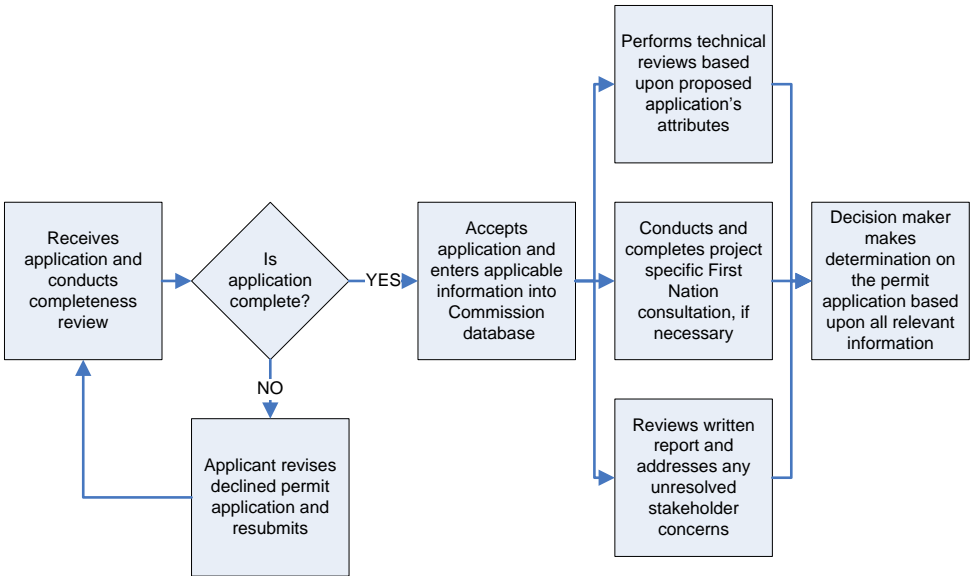 Receives
application and
conducts
completeness
review
Is
application
complete?
YES
NO
Applicant revises
declined permit
application and
resubmits
Accepts
application and
enters applicable
information into
Commission
database
Performs technical
reviews based
upon proposed
application's
attributes
Conducts and
completes project
specific First
Nation
consultation, if
necessary
Reviews written
report and
addresses any
unresolved
stakeholder
concerns
Decision maker
makes
determination on
the permit
application based
upon all relevant
information